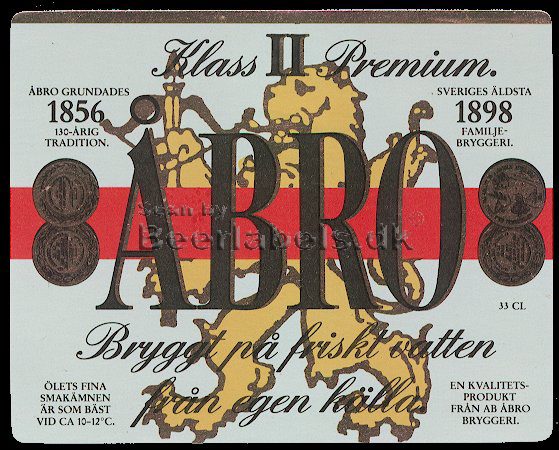 Klass II Premium.
ÅBRO GRUNDADES
1856
130-ÅRIG
TRADITION.
SVERIGES ÄLDSTA
1898
FAMILJE-
BRYGGERI.
ÅBRO
Scan by
Beerlabels.dk
33 CL
Bryggt på friskt vatten
från egen källa.
ÖLETS FINA
SMAKÄMNEN
ÄR SOM BÄST
VID CA 10-12°C.
EN KVALITETS-
PRODUKT
FRÅN AB ÅBRO
BRYGGERI.